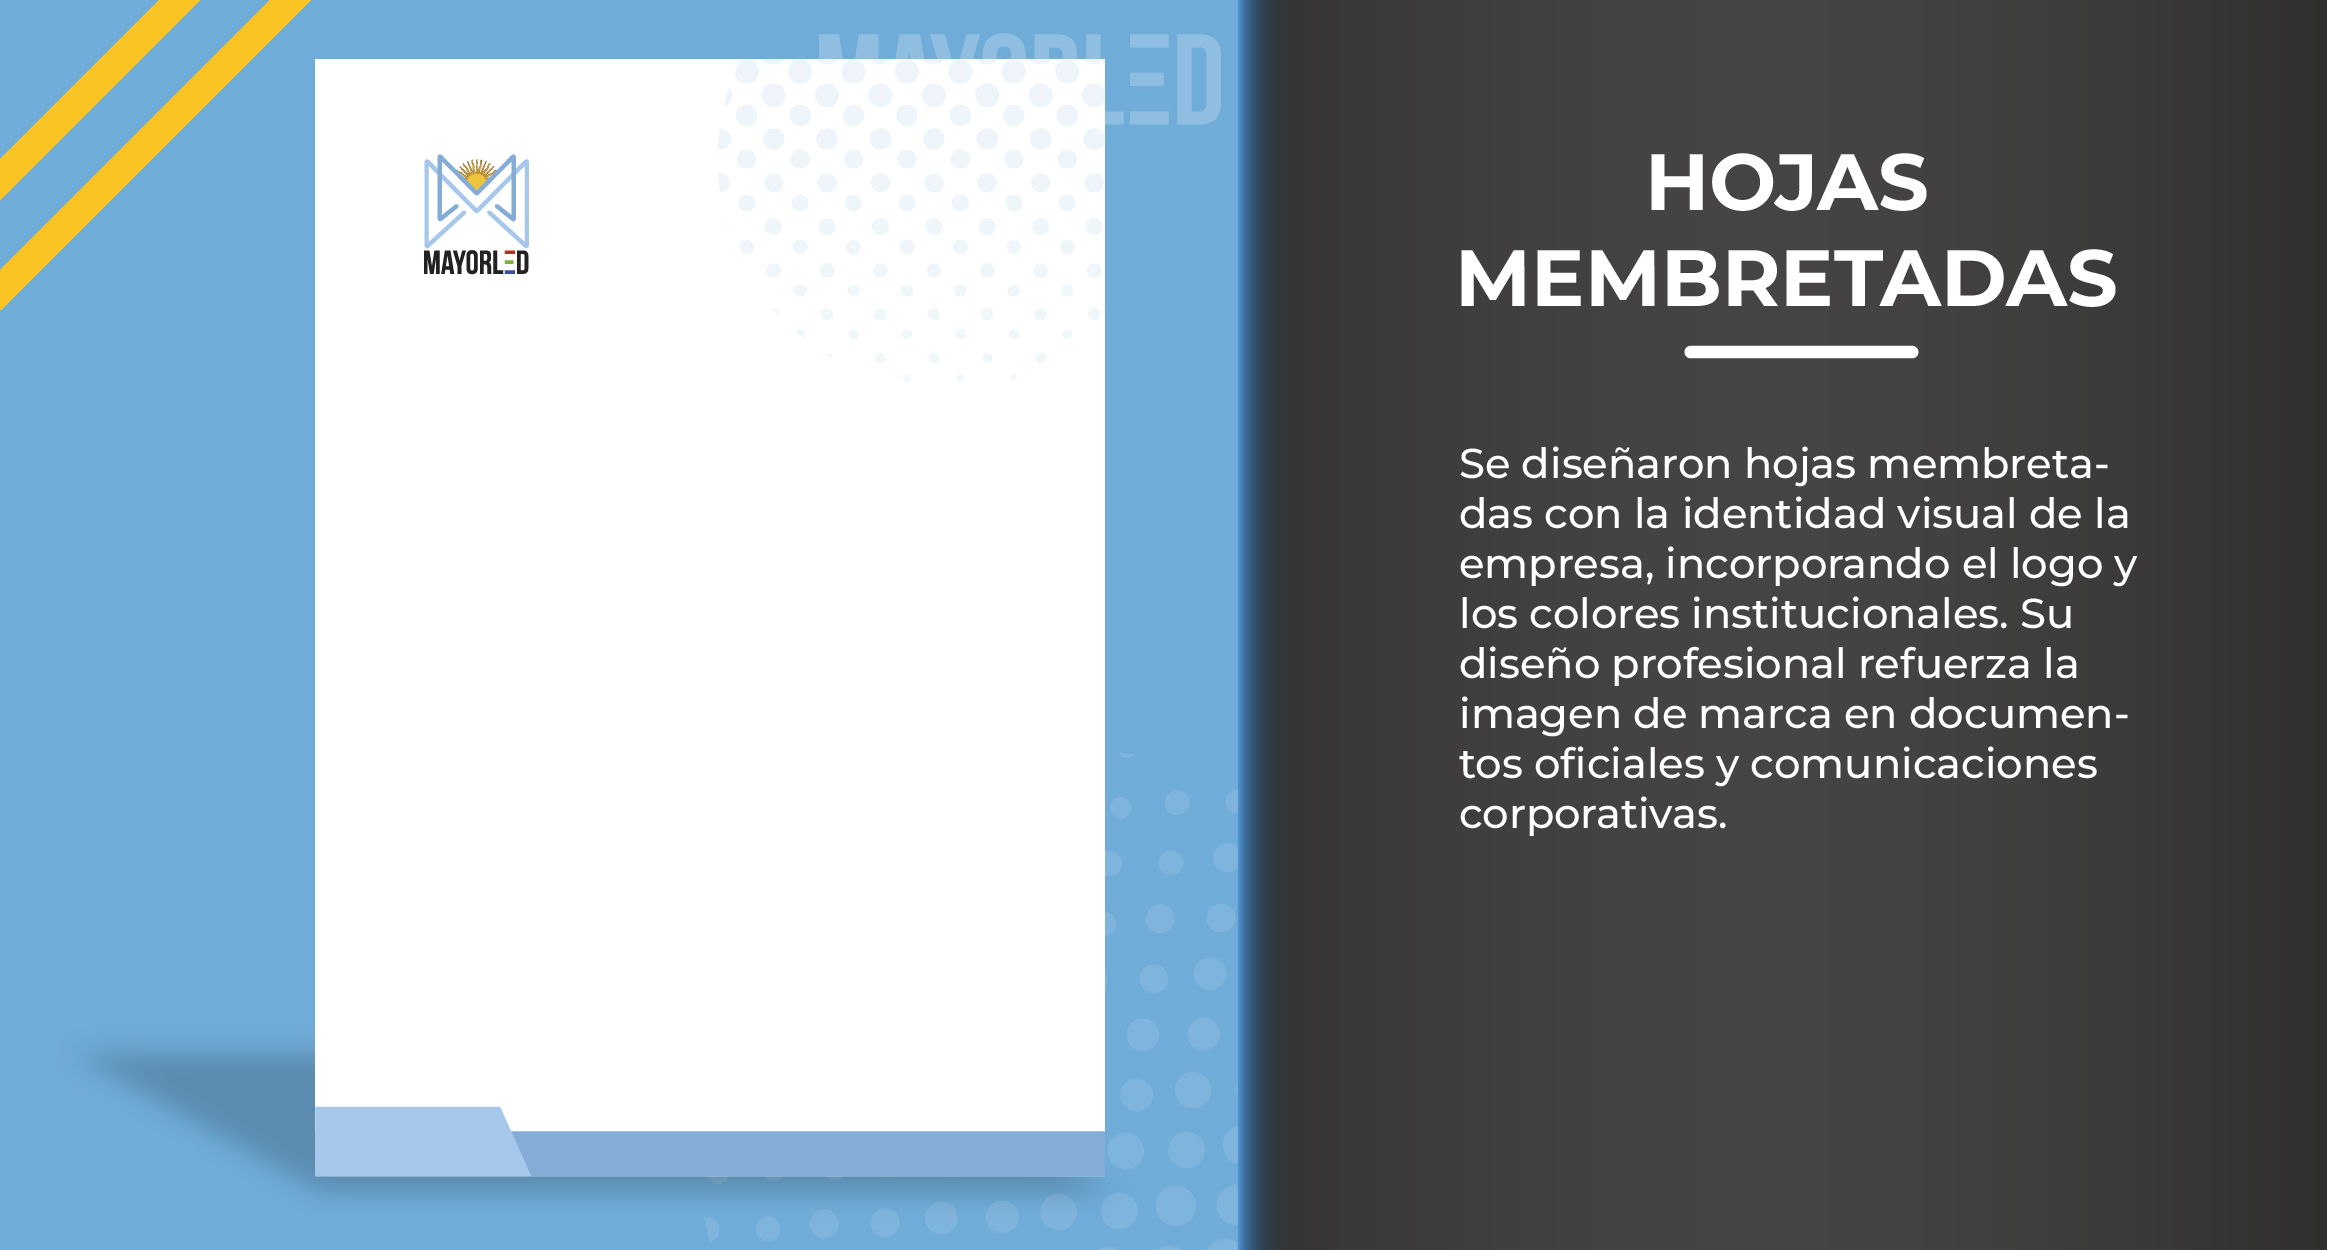 MAYORLED
MAYORLED
HOJAS
MEMBRETADAS
Se diseñaron hojas membreta-
das con la identidad visual de la
empresa, incorporando el logo y
los colores institucionales. Su
diseño profesional refuerza la
imagen de marca en documen-
tos oficiales y comunicaciones
corporativas.